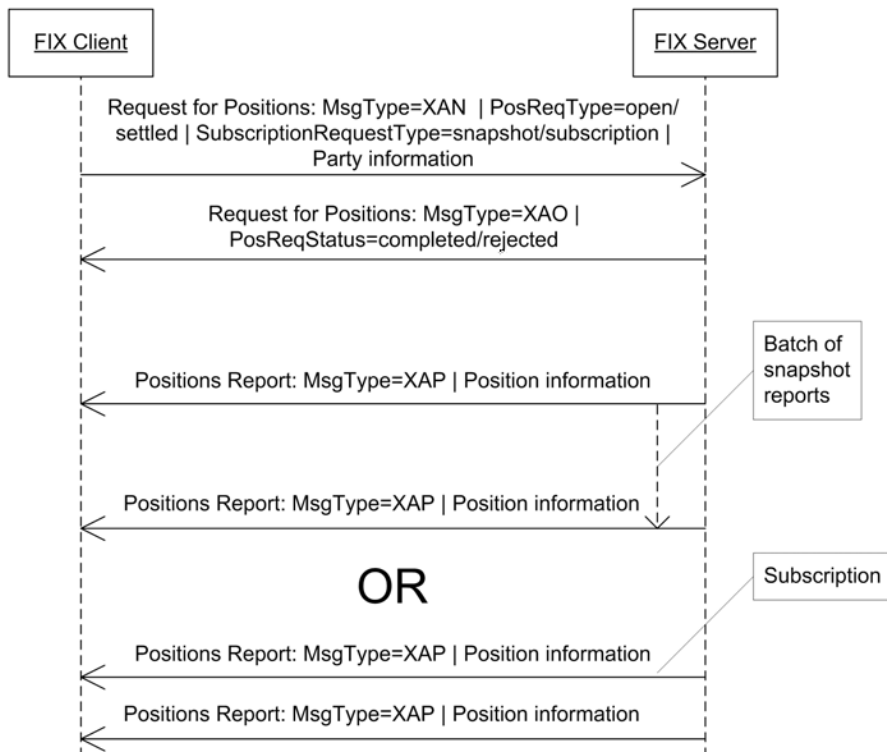 FIX Client
FIX Server
Request for Positions: MsgType=XAN | PosReqType=open/
settled | SubscriptionRequestType=snapshot/subscription |
Party information
Request for Positions: MsgType=XAO |
PosReqStatus=completed/rejected
Batch of
snapshot
reports
Positions Report: MsgType=XAP | Position information
Positions Report: MsgType=XAP | Position information
OR
Subscription
Positions Report: MsgType=XAP | Position information
Positions Report: MsgType=XAP | Position information